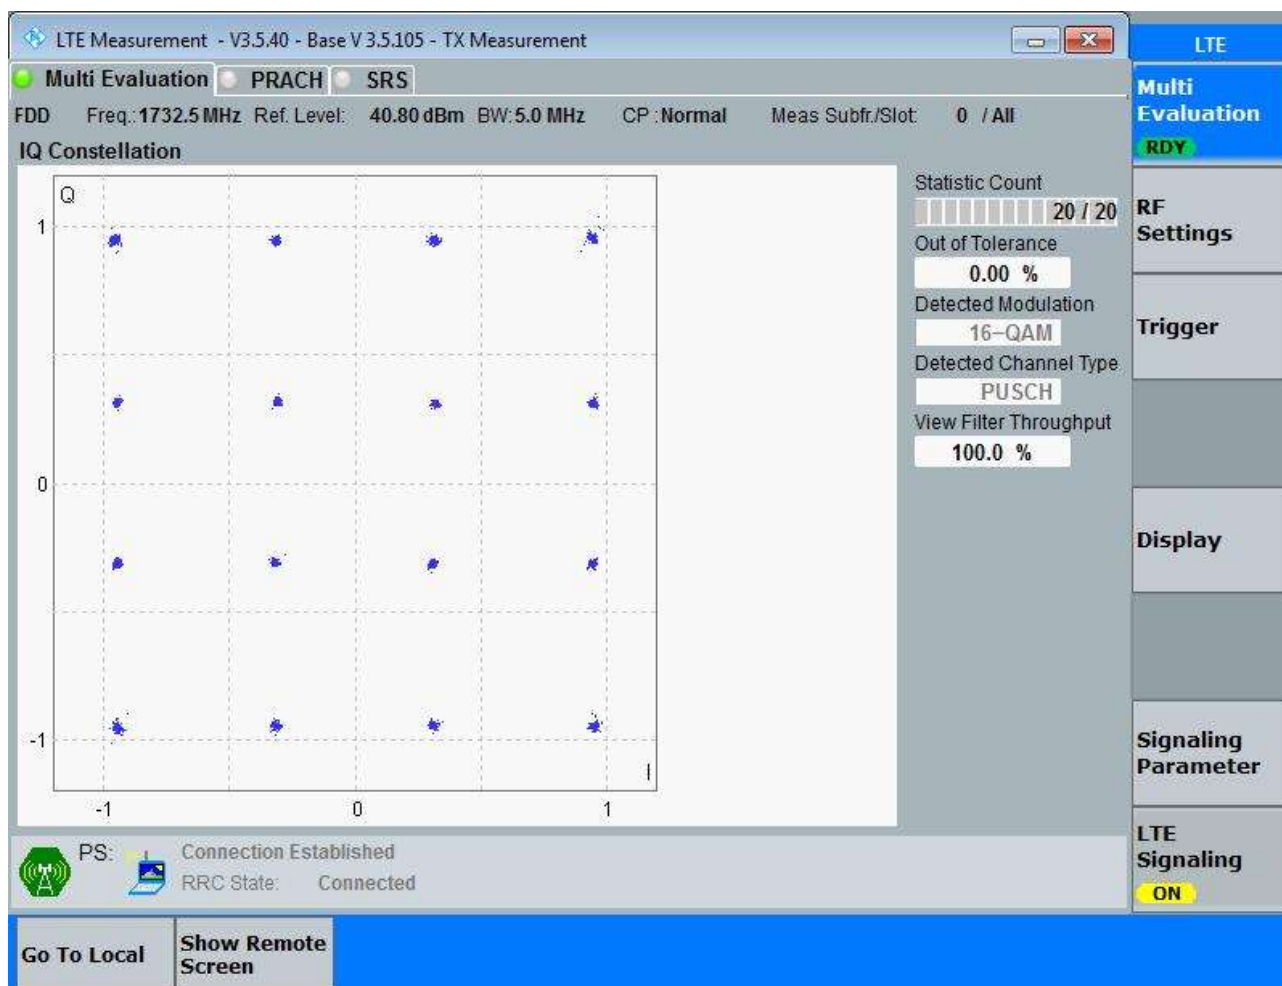 LTE Measurement - V3.5.40 - Base V 3.5.105 - TX Measurement
LTE
Multi Evaluation PRACH SRS
FDD Freq.: 1732.5 MHz Ref. Level: 40.80 dBm BW: 5.0 MHz CP : Normal Meas Subfr./Slot: 0 / All
IQ Constellation
Q
1
0
-1
I
-1 0 1
Statistic Count
20 / 20
Out of Tolerance
0.00 %
Detected Modulation
16-QAM
Detected Channel Type
PUSCH
View Filter Throughput
100.0 %
Multi
Evaluation
RDY
RF
Settings
Trigger
Display
Signaling
Parameter
LTE
Signaling
ON
PS: Connection Established
RRC State: Connected
Go To Local
Show Remote
Screen